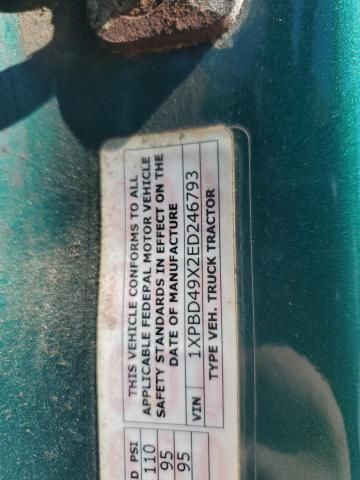 THIS VEHICLE CONFORMS TO ALL
APPLICABLE FEDERAL MOTOR VEHICLE
SAFETY STANDARDS IN EFFECT ON THE
DATE OF MANUFACTURE
VIN 1XPBD49X2ED246793
TYPE VEH. TRUCK TRACTOR
D PSI
110
95
95